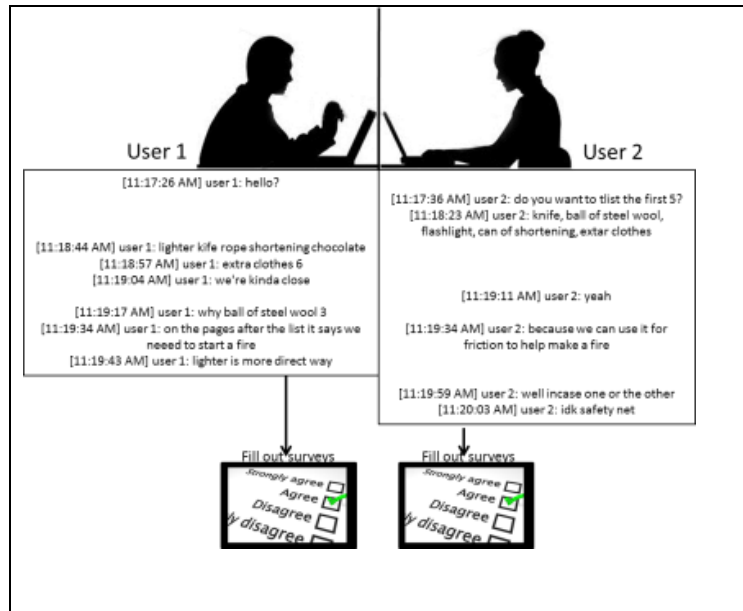 User 1
User 2
[11:17:26 AM] user 1: hello?
[11:18:44 AM] user 1: lighter kife rope shortening chocolate
[11:18:57 AM] user 1: extra clothes 6
[11:19:04 AM] user 1: we're kinda close
[11:19:17 AM] user 1: why ball of steel wool 3
[11:19:34 AM] user 1: on the pages after the list it says we
neeed to start a fire
[11:19:43 AM] user 1: lighter is more direct way
[11:17:36 AM] user 2: do you want to tlist the first 5?
[11:18:23 AM] user 2: knife, ball of steel wool,
flashlight, can of shortening, extar clothes
[11:19:11 AM] user 2: yeah
[11:19:34 AM] user 2: because we can use it for
friction to help make a fire
[11:19:59 AM] user 2: well incase one or the other
[11:20:03 AM] user 2: idk safety net
Fill out surveys
Strongly agree
Agree
Disagree
ly disagree
Fill out surveys
Strongly agree
Agree
Disagree
ly disagree